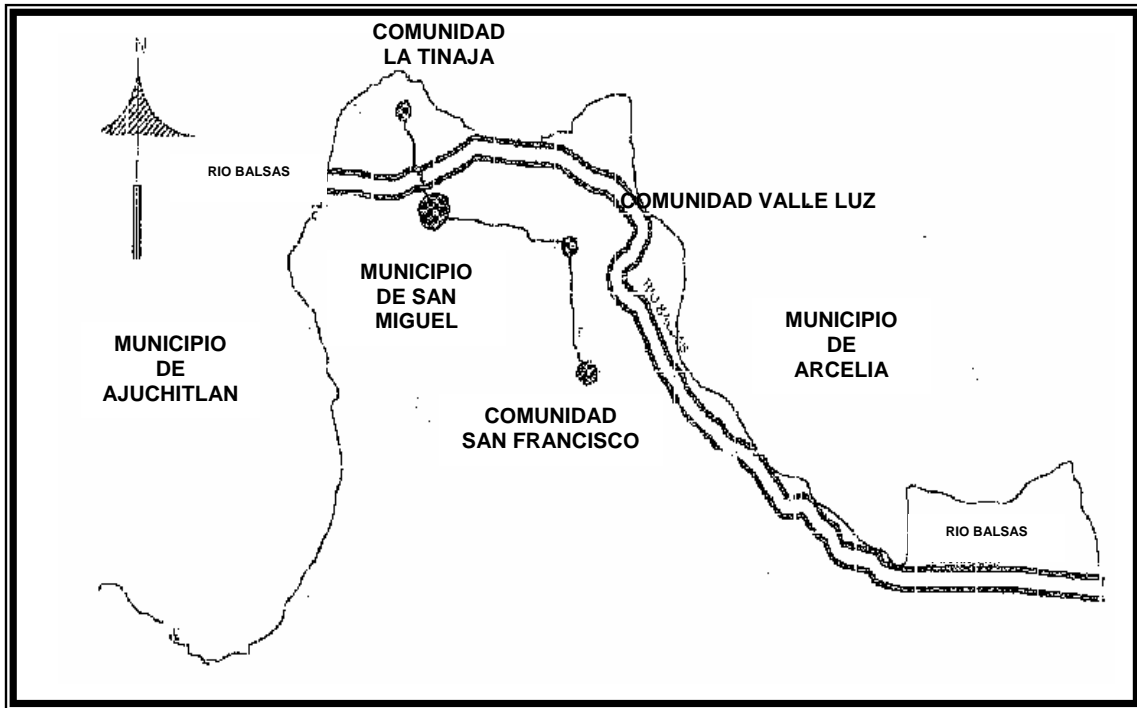 N
COMUNIDAD
LA TINAJA
RIO BALSAS
COMUNIDAD VALLE LUZ
MUNICIPIO
DE SAN
MIGUEL
MUNICIPIO
DE
AJUCHITLAN
MUNICIPIO
DE
ARCELIA
COMUNIDAD
SAN FRANCISCO
RIO BALSAS